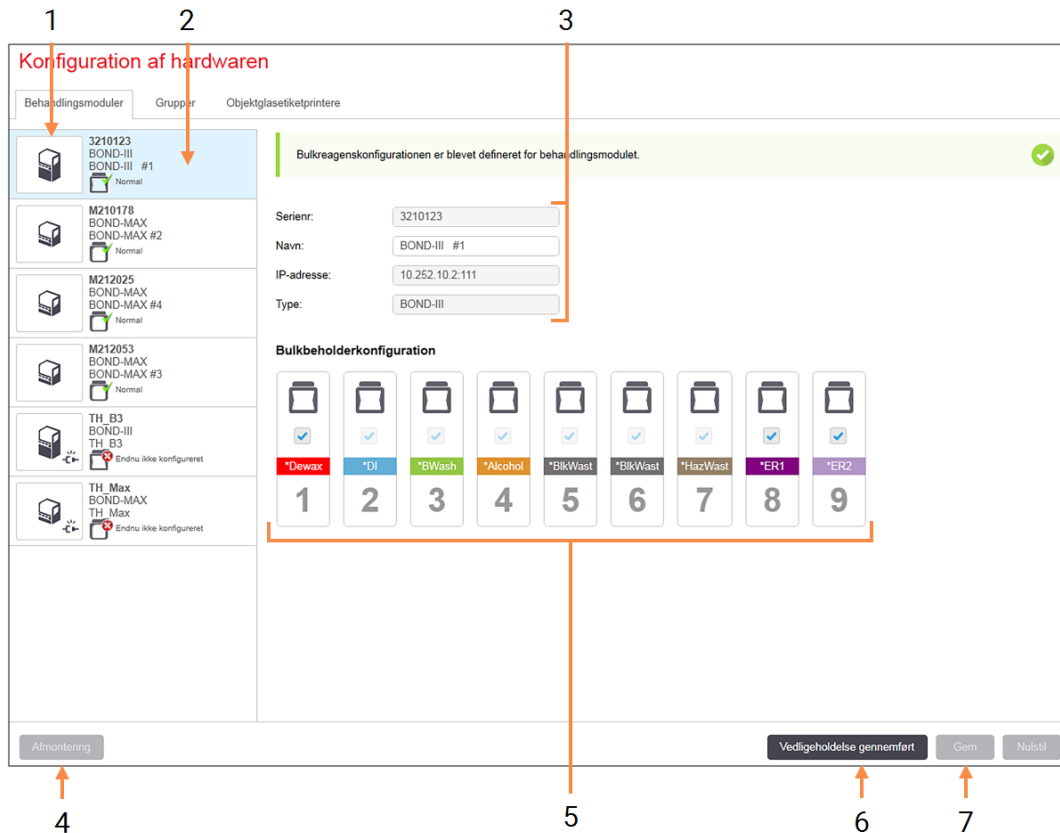 1 2 3
Konfiguration af hardwaren
Behandlingsmoduler Grupper Objektglasetiketprintere
3210123
BOND-III
BOND-III #1
Normal
M210178
BOND-MAX
BOND-MAX #2
Normal
M212025
BOND-MAX
BOND-MAX #4
Normal
M212053
BOND-MAX
BOND-MAX #3
Normal
TH_B3
BOND-III
TH_B3
Endnu ikke konfigureret
TH_Max
BOND-MAX
TH_Max
Endnu ikke konfigureret
Bulkreagenskonfigurationen er blevet defineret for behandlingsmodulet.
Serienr: 3210123
Navn: BOND-III #1
IP-adresse: 10.252.10.2:111
Type: BOND-III
Bulkbeholderkonfiguration
*Dewax *DI *BWash *Alcohol *BlkWast *BlkWast *HazWast *ER1 *ER2
1 2 3 4 5 6 7 8 9
Afmontering Vedligeholdelse gennemført Gem Nulstil
4 5 6 7